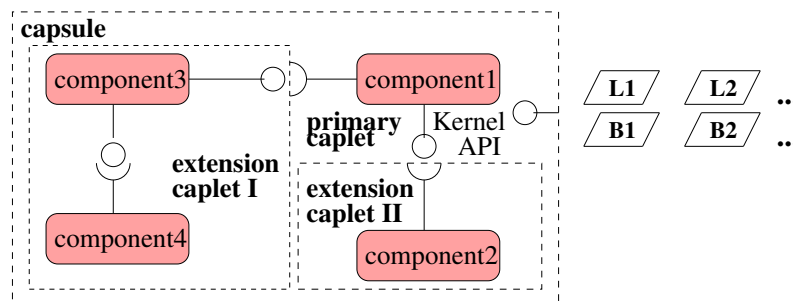 capsule
component3
component1
L1
L2
..
primary
caplet
Kernel
API
B1
B2
..
extension
caplet I
extension
caplet II
component4
component2